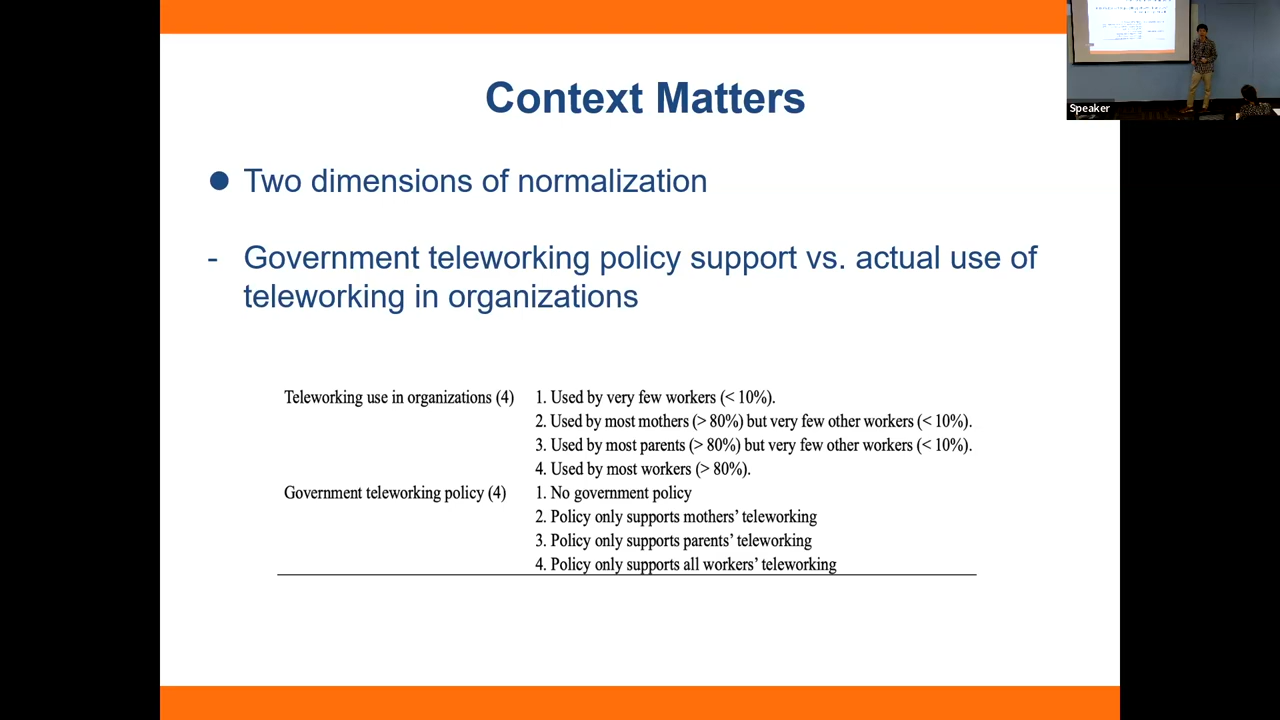 Context Matters
Speaker
● Two dimensions of normalization
- Government teleworking policy support vs. actual use of
teleworking in organizations
Teleworking use in organizations (4) 1. Used by very few workers (< 10%).
2. Used by most mothers (> 80%) but very few other workers (< 10%).
3. Used by most parents (> 80%) but very few other workers (< 10%).
4. Used by most workers (> 80%).
Government teleworking policy (4) 1. No government policy
2. Policy only supports mothers’ teleworking
3. Policy only supports parents’ teleworking
4. Policy only supports all workers’ teleworking